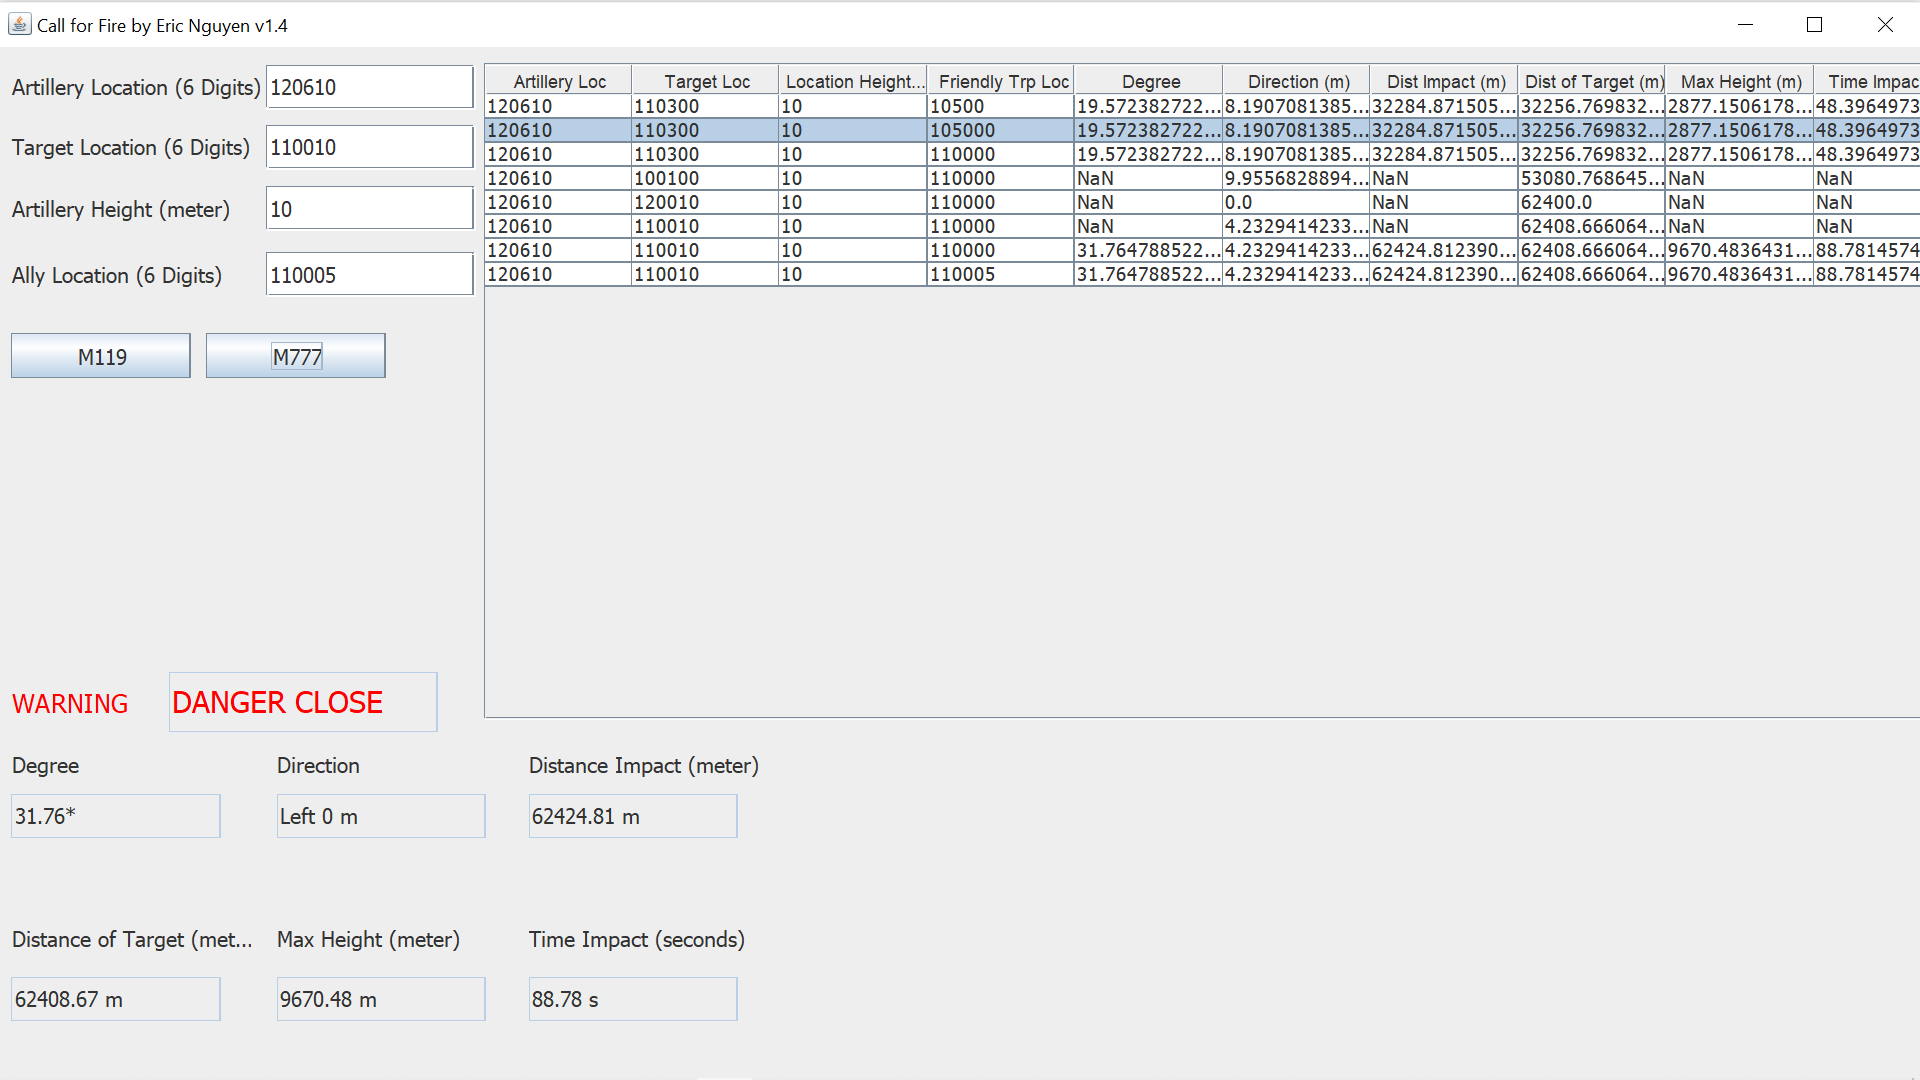 Call for Fire by Eric Nguyen v1.4
Artillery Location (6 Digits) 120610
Target Location (6 Digits) 110010
Artillery Height (meter) 10
Ally Location (6 Digits) 110005
M119 M777
Artillery Loc Target Loc Location Height... Friendly Trp Loc Degree Direction (m) Dist Impact (m) Dist of Target (m) Max Height (m) Time Impac
120610 110300 10 10500 19.572382722... 8.1907081385... 32284.871505... 32256.769832... 2877.1506178... 48.3964973
120610 110300 10 105000 19.572382722... 8.1907081385... 32284.871505... 32256.769832... 2877.1506178... 48.3964973
120610 110300 10 110000 19.572382722... 8.1907081385... 32284.871505... 32256.769832... 2877.1506178... 48.3964973
120610 100100 10 110000 NaN 9.9556828894... NaN 53080.768645... NaN NaN
120610 120010 10 110000 NaN 0.0 NaN 62400.0 NaN NaN
120610 110010 10 110000 NaN 4.2329414233... NaN 62408.666064... NaN NaN
120610 110010 10 110000 31.764788522... 4.2329414233... 62424.812390... 62408.666064... 9670.4836431... 88.7814574
120610 110010 10 110005 31.764788522... 4.2329414233... 62424.812390... 62408.666064... 9670.4836431... 88.7814574
WARNING DANGER CLOSE
Degree Direction Distance Impact (meter)
31.76* Left 0 m 62424.81 m
Distance of Target (met... Max Height (meter) Time Impact (seconds)
62408.67 m 9670.48 m 88.78 s